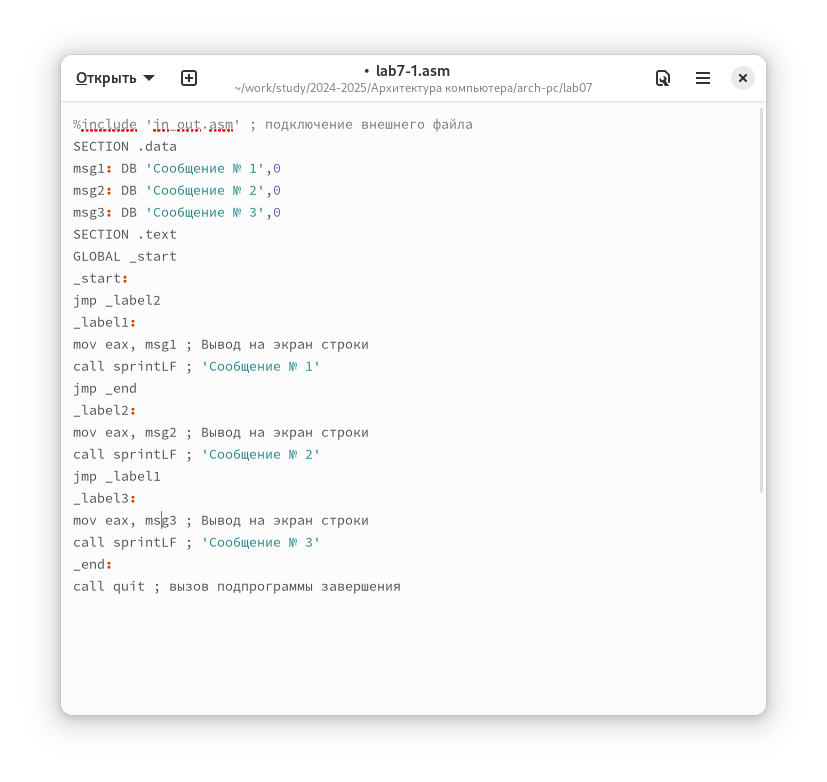 Открыть
• lab7-1.asm
~/work/study/2024-2025/Архитектура компьютера/arch-pc/lab07
%include 'in_out.asm' ; подключение внешнего файла
SECTION .data
msg1: DB 'Сообщение № 1',0
msg2: DB 'Сообщение № 2',0
msg3: DB 'Сообщение № 3',0
SECTION .text
GLOBAL _start
_start:
jmp _label2
_label1:
mov eax, msg1 ; Вывод на экран строки
call sprintLF ; 'Сообщение № 1'
jmp _end
_label2:
mov eax, msg2 ; Вывод на экран строки
call sprintLF ; 'Сообщение № 2'
jmp _label1
_label3:
mov eax, msg3 ; Вывод на экран строки
call sprintLF ; 'Сообщение № 3'
_end:
call quit ; вызов подпрограммы завершения